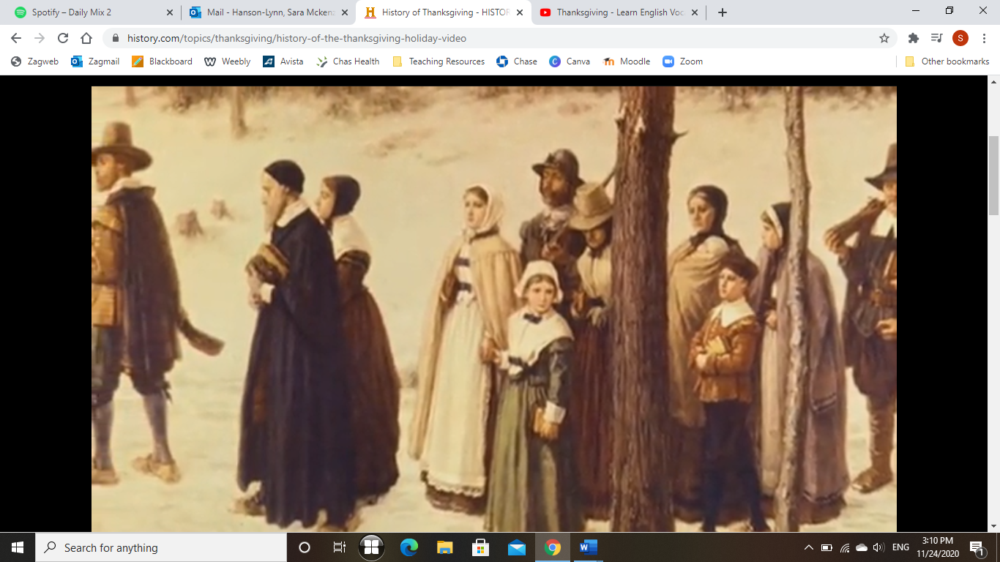 Spotify – Daily Mix 2
Mail - Hanson-Lynn, Sara Mckenz
History of Thanksgiving - HISTOR
Thanksgiving - Learn English Voc
history.com/topics/thanksgiving/history-of-the-thanksgiving-holiday-video
S
Zagweb
Zagmail
Blackboard
Weebly
Avista
Chas Health
Teaching Resources
Chase
Canva
Moodle
Zoom
Other bookmarks
Search for anything
ENG
3:10 PM
11/24/2020
1